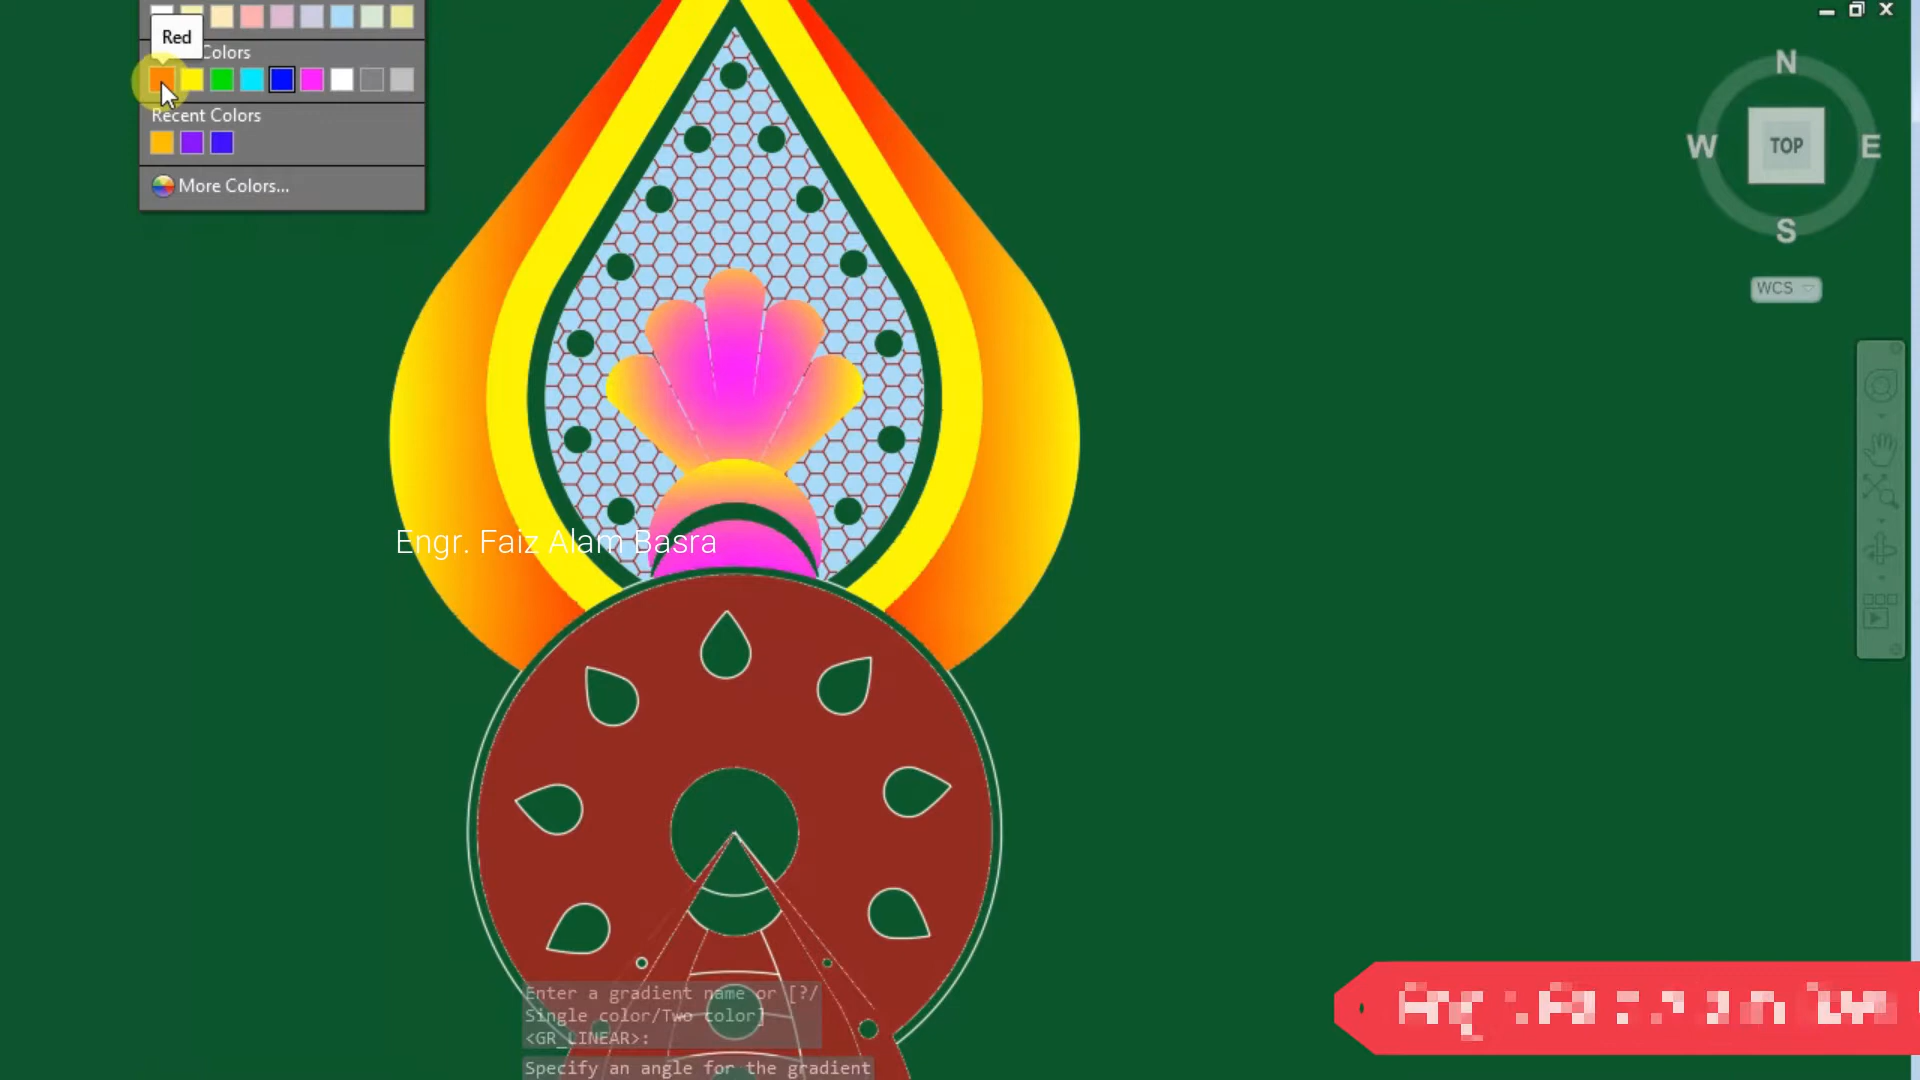 Red
Colors
Recent Colors
More Colors...
N
W
TOP
E
S
WCS
Engr. Faiz Alam Basra
Enter a gradient name or [?/
Single color/Two color]
<GR_LINEAR>:
Specify an angle for the gradient